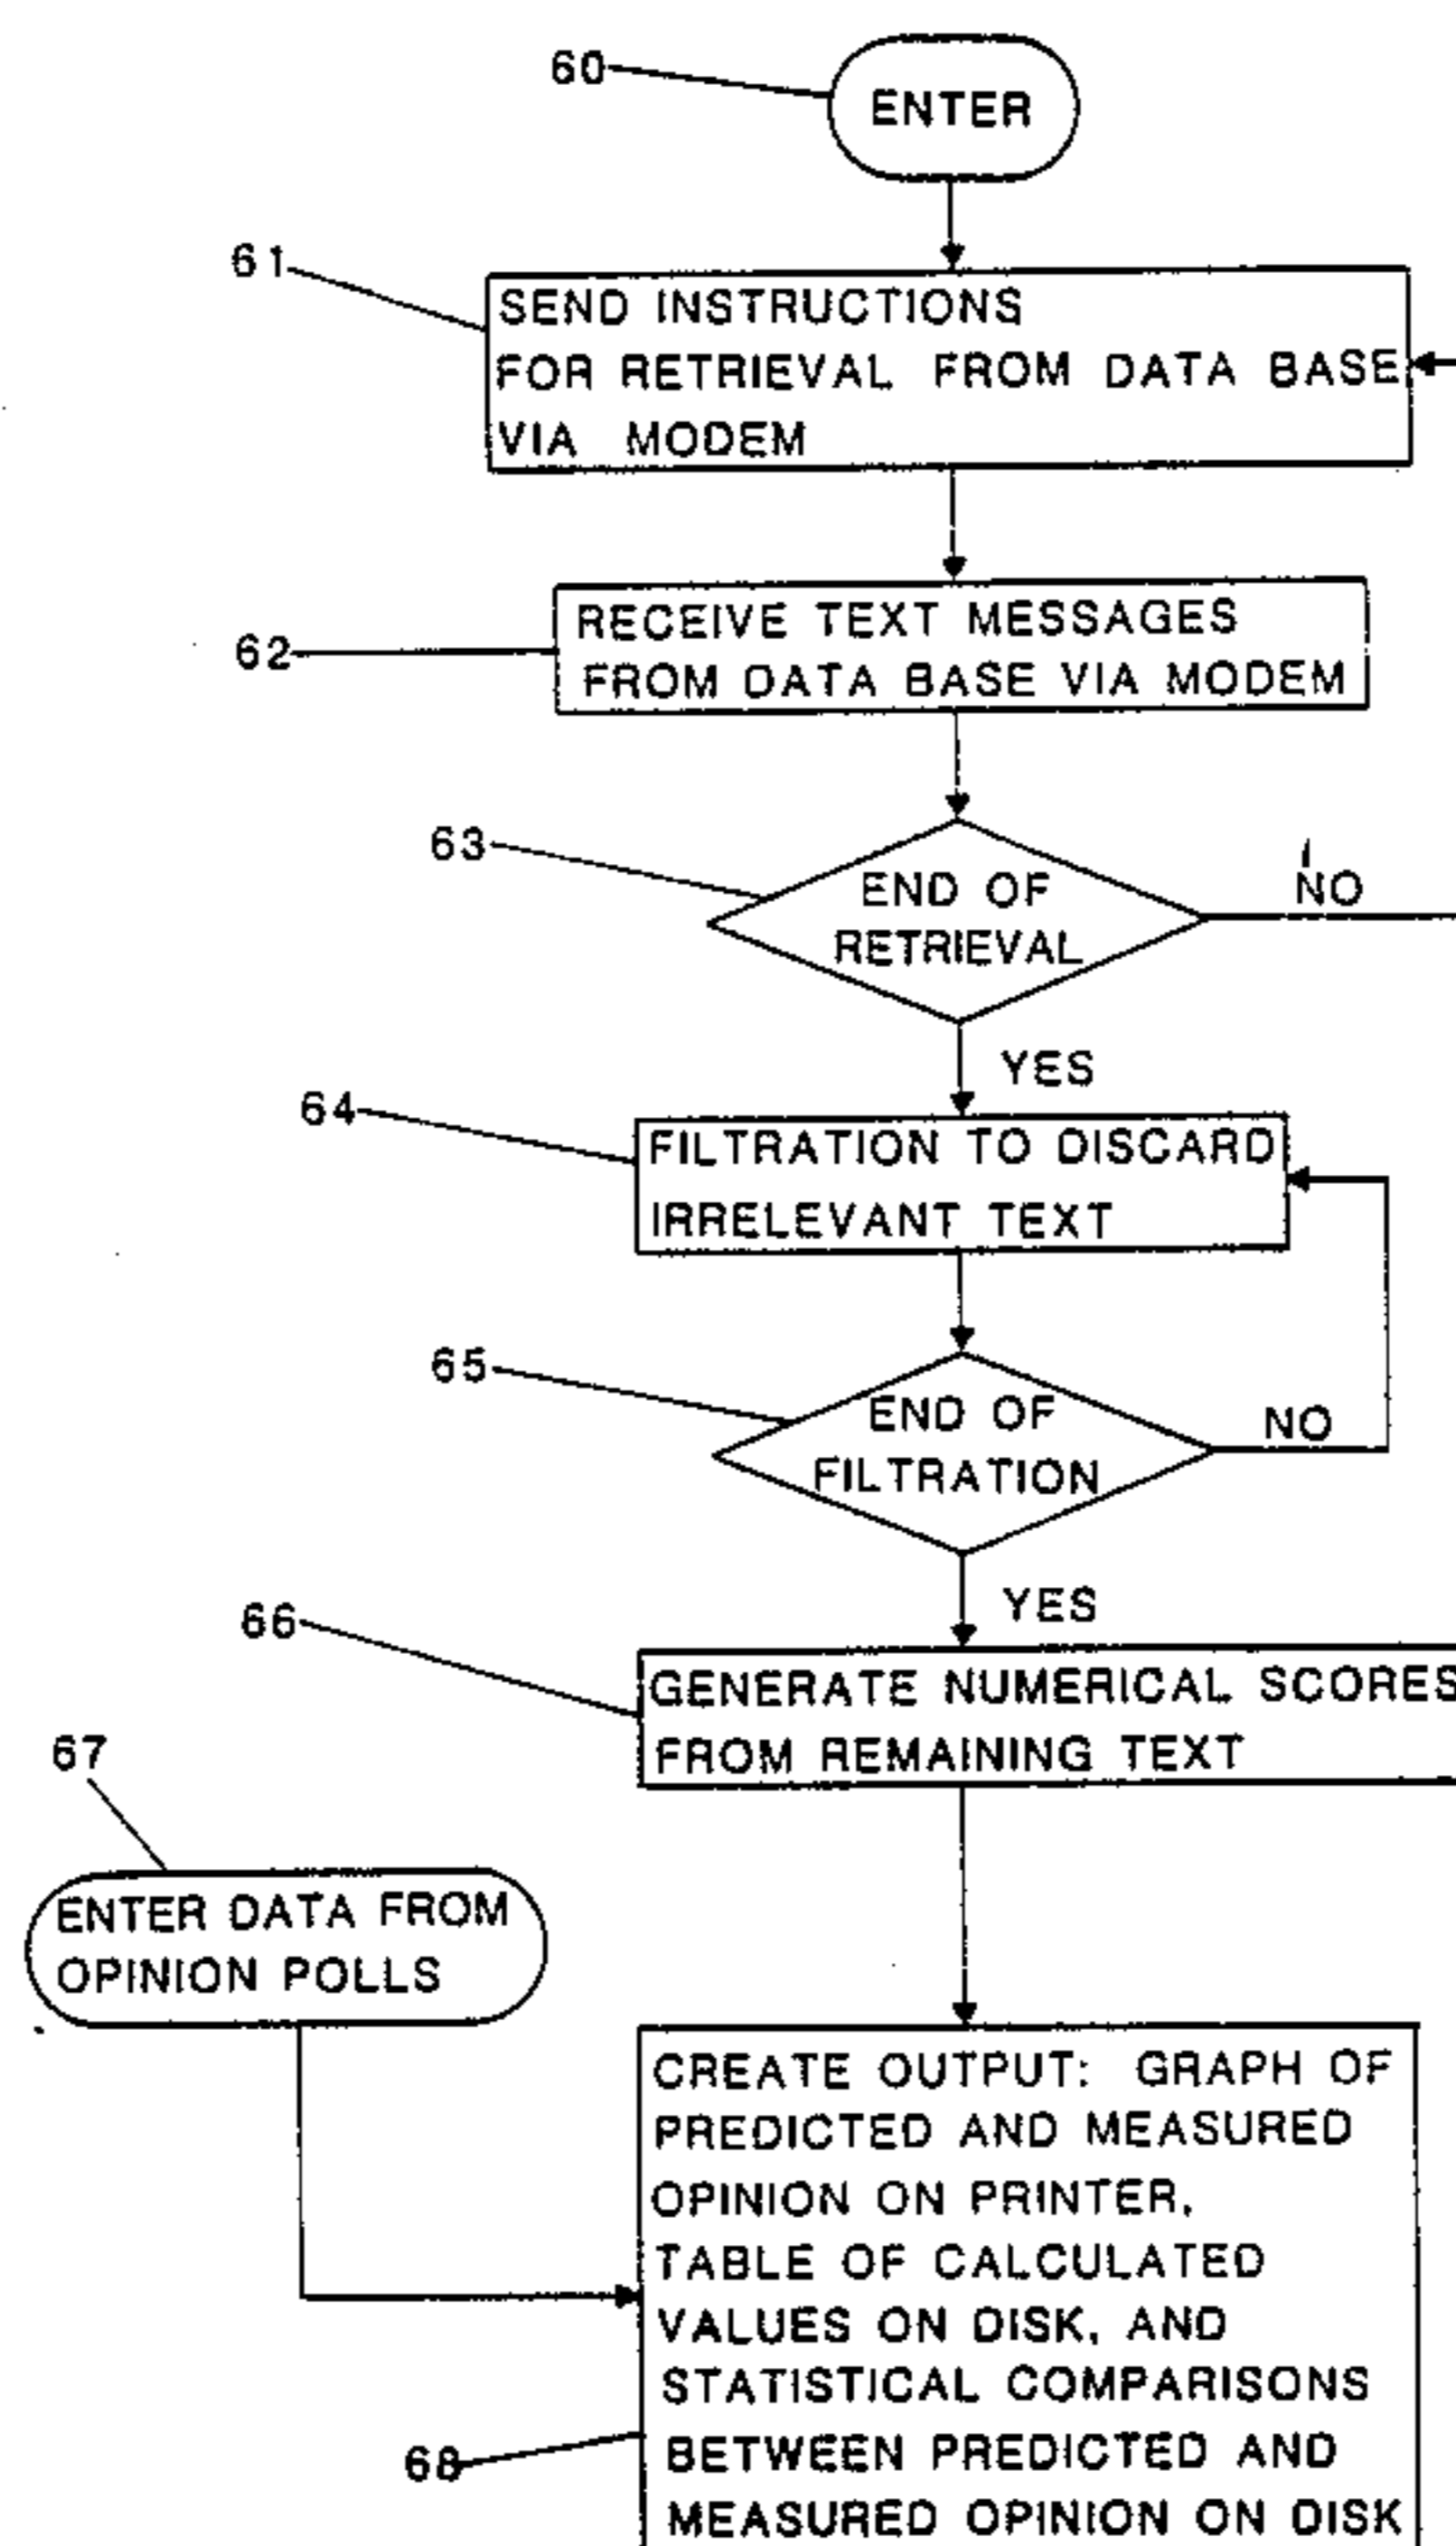 60
ENTER
61
SEND INSTRUCTIONS
FOR RETRIEVAL FROM DATA BASE
VIA MODEM
62
RECEIVE TEXT MESSAGES
FROM DATA BASE VIA MODEM
63
END OF
RETRIEVAL
NO
YES
64
FILTRATION TO DISCARD
IRRELEVANT TEXT
65
END OF
FILTRATION
NO
YES
66
GENERATE NUMERICAL SCORES
FROM REMAINING TEXT
67
ENTER DATA FROM
OPINION POLLS
CREATE OUTPUT: GRAPH OF
PREDICTED AND MEASURED
OPINION ON PRINTER,
TABLE OF CALCULATED
VALUES ON DISK, AND
STATISTICAL COMPARISONS
BETWEEN PREDICTED AND
MEASURED OPINION ON DISK
68